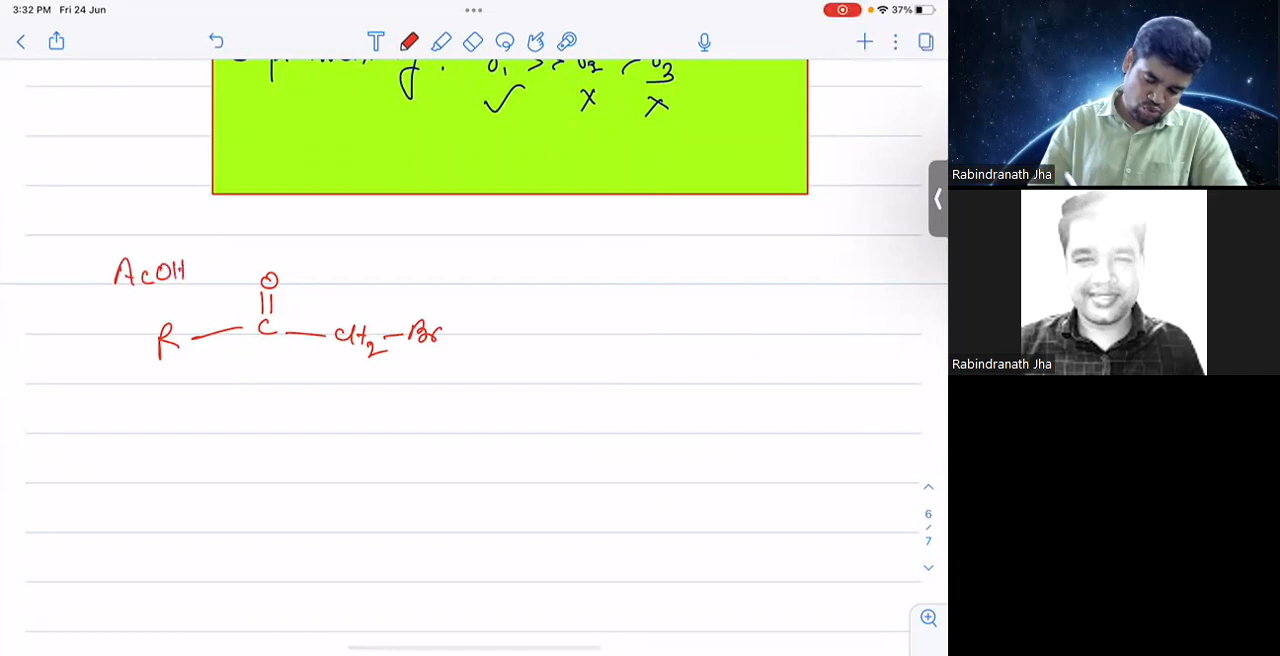 3:32 PM Fri 24 Jun
37%
T
x x
AcOH
O
R C CH2 Br
6
7
Rabindranath Jha
Rabindranath Jha